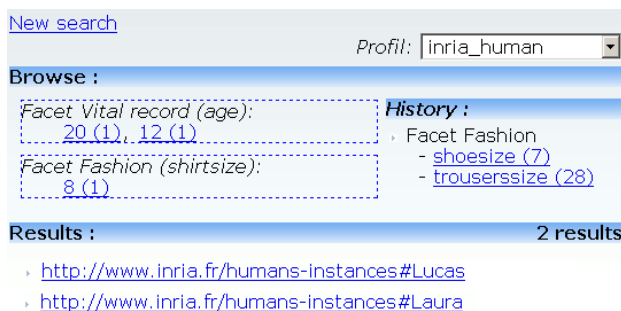 New search
Profil: inria_human
Browse :
Facet Vital record (age):
20 (1), 12 (1)
Facet Fashion (shirtsize):
8 (1)
History :
Facet Fashion
- shoesize (7)
- trouserssize (28)
Results : 2 results
http://www.inria.fr/humans-instances#Lucas
http://www.inria.fr/humans-instances#Laura